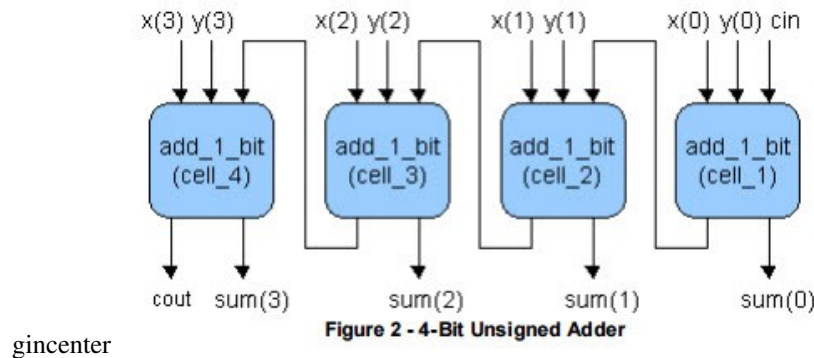 x(3) y(3) x(2) y(2) x(1) y(1) x(0) y(0) cin
add_1_bit (cell_4)
add_1_bit (cell_3)
add_1_bit (cell_2)
add_1_bit (cell_1)
cout sum(3) sum(2) sum(1) sum(0)
Figure 2 - 4-Bit Unsigned Adder
gincenter